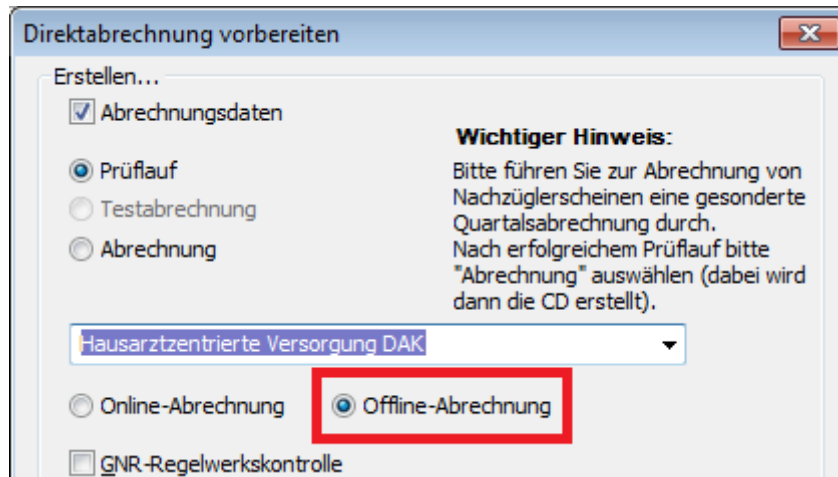 Direktabrechnung vorbereiten
Erstellen...
Abrechnungsdaten
Wichtiger Hinweis:
Prüflauf
Testabrechnung
Abrechnung
Bitte führen Sie zur Abrechnung von
Nachzüglerscheinen eine gesonderte
Quartalsabrechnung durch.
Nach erfolgreichem Prüflauf bitte
"Abrechnung" auswählen (dabei wird
dann die CD erstellt).
Hausarztzentrierte Versorgung DAK
Online-Abrechnung Offline-Abrechnung
GNR-Regelwerkskontrolle